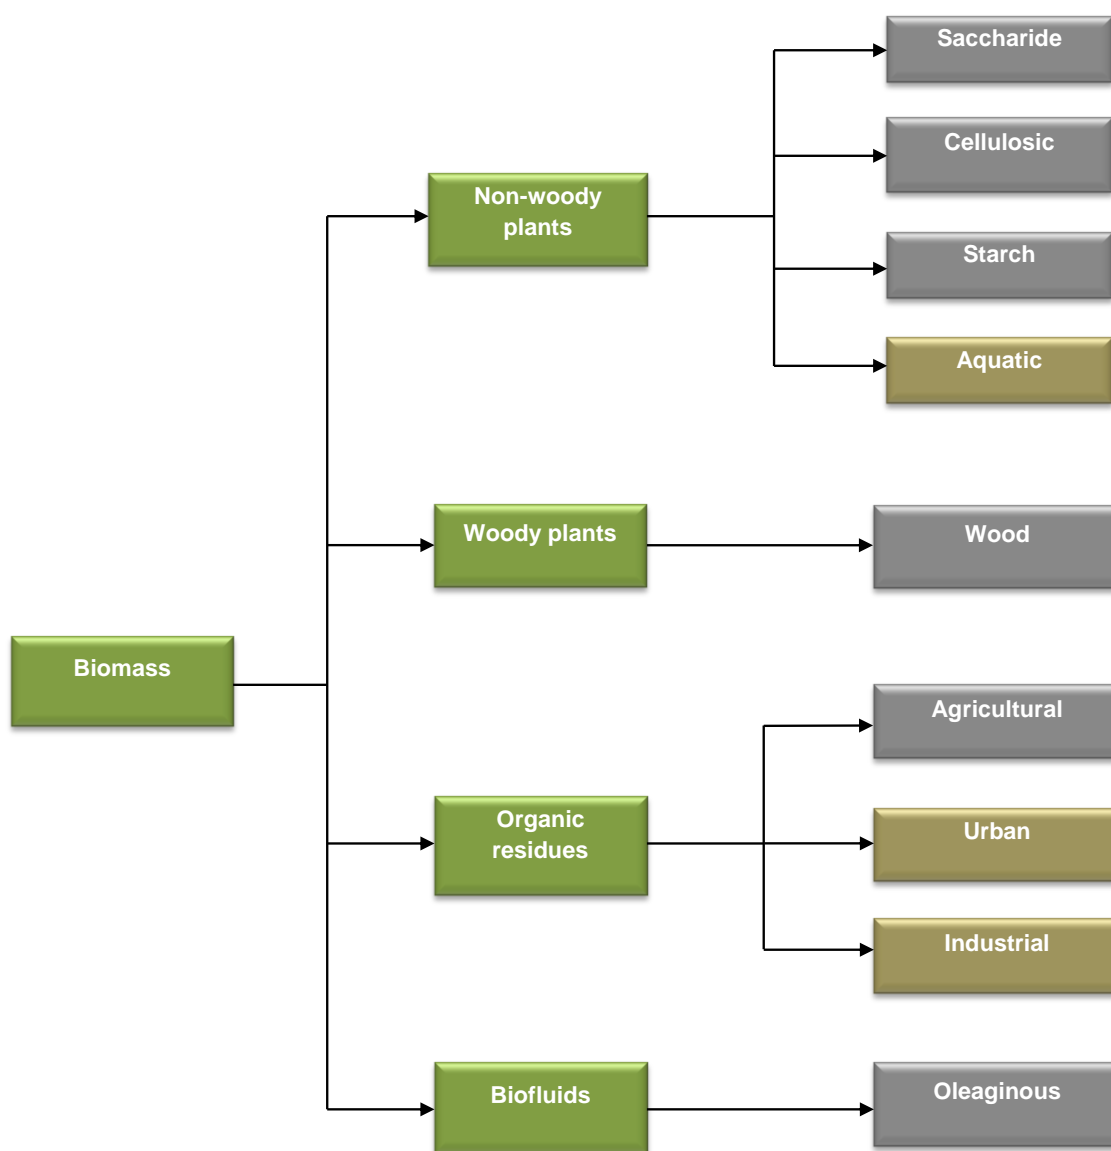 Saccharide
Cellulosic
Non-woody
plants
Starch
Aquatic
Woody plants
Wood
Biomass
Agricultural
Organic
residues
Urban
Industrial
Biofluids
Oleaginous